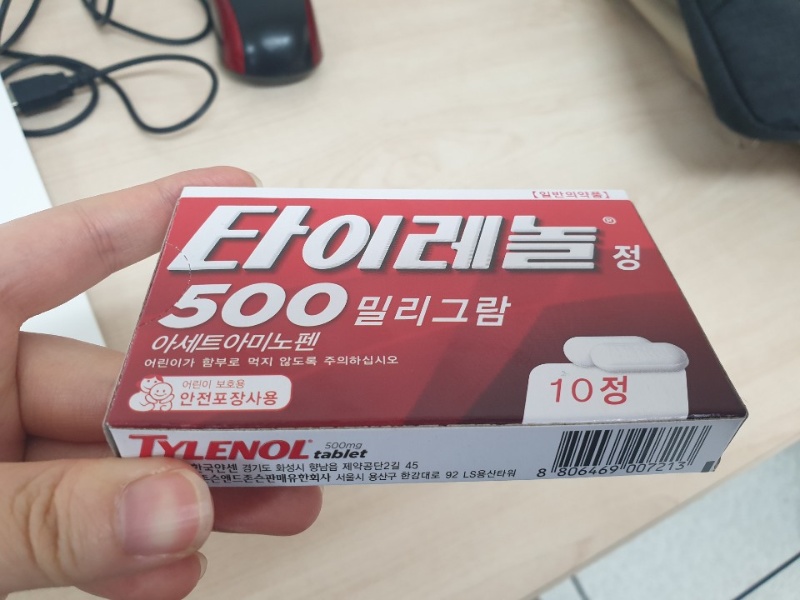 [일반의약품]
타이레놀® 정
500 밀리그람
아세트아미노펜
어린이가 함부로 먹지 않도록 주의하십시오
어린이 보호용
안전포장사용
10정
TYLENOL® 500mg tablet
한국얀센 경기도 화성시 향남읍 제약공단2길 45
존슨앤드존슨판매유한회사 서울시 용산구 한강대로 92 LS용산타워
8 806469 007213